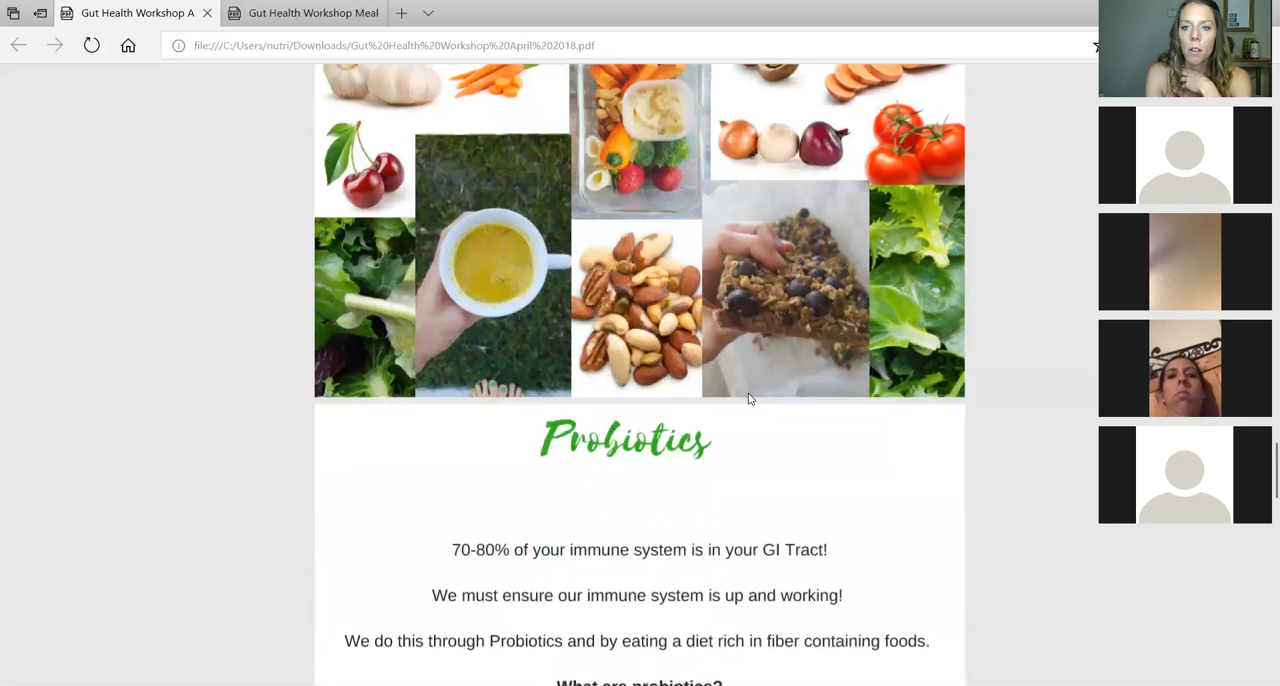 Gut Health Workshop A
Gut Health Workshop Meal
file:///C:/Users/nutri/Downloads/Gut%20Health%20Workshop%20April%202018.pdf
Probiotics
70-80% of your immune system is in your GI Tract!
We must ensure our immune system is up and working!
We do this through Probiotics and by eating a diet rich in fiber containing foods.
What are probiotics?